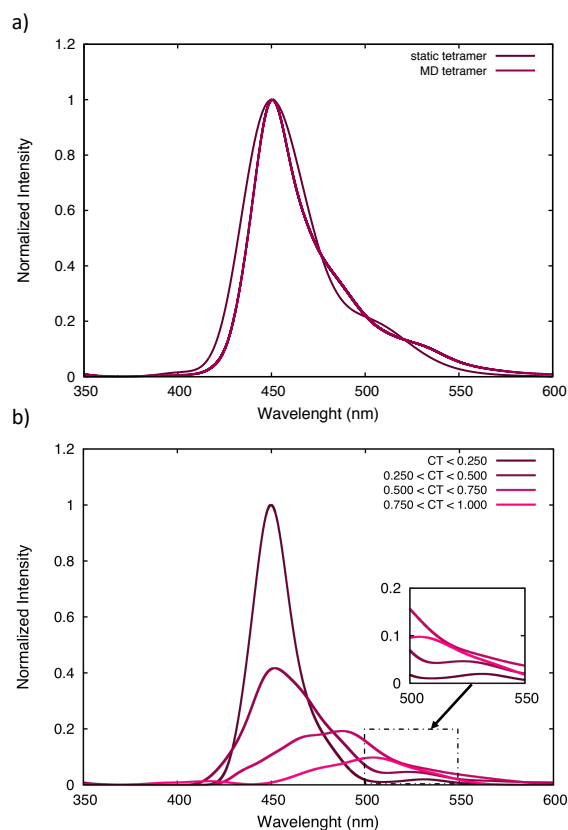 a)
1.2
1
0.8
0.6
0.4
0.2
0
Normalized Intensity
static tetramer
MD tetramer
350 400 450 500 550 600
Wavelenght (nm)
b)
1.2
1
0.8
0.6
0.4
0.2
0
Normalized Intensity
CT < 0.250
0.250 < CT < 0.500
0.500 < CT < 0.750
0.750 < CT < 1.000
0.2
0.1
0
500 550
350 400 450 500 550 600
Wavelenght (nm)